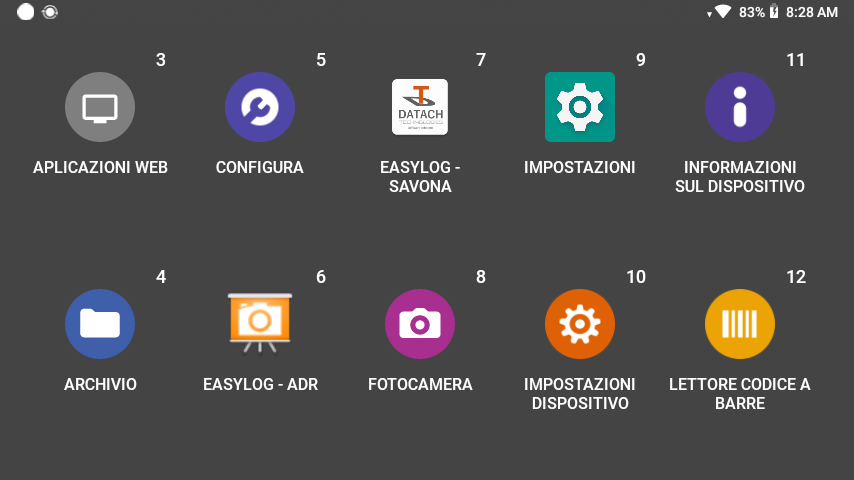 83% 8:28 AM
3 5 7 9 11
DATACH
APLICAZIONI WEB CONFIGURA EASYLOG - SAVONA IMPOSTAZIONI INFORMAZIONI SUL DISPOSITIVO
4 6 8 10 12
ARCHIVIO EASYLOG - ADR FOTOCAMERA IMPOSTAZIONI DISPOSITIVO LETTORE CODICE A BARRE